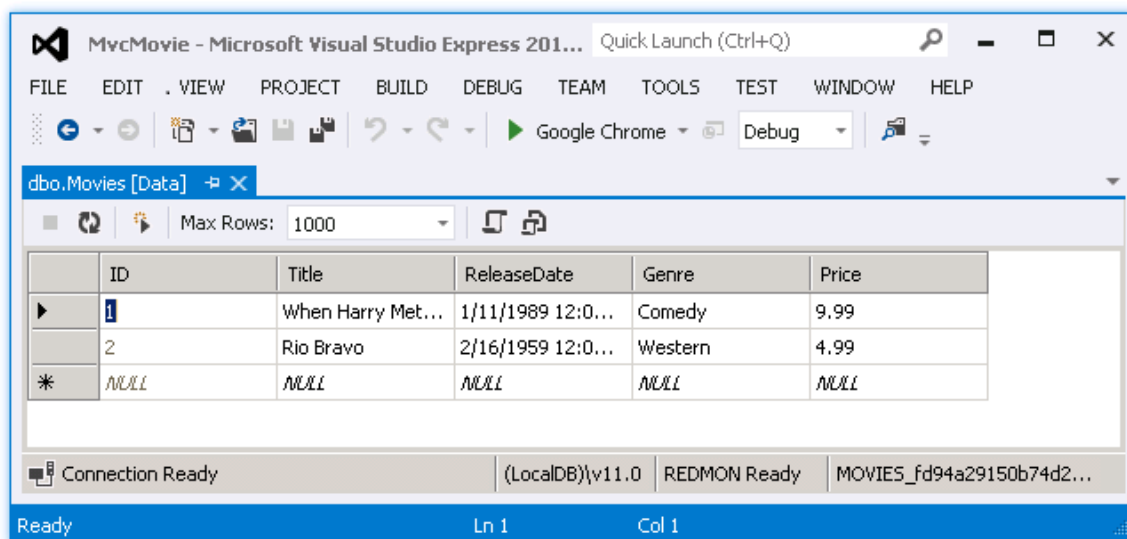 MvcMovie - Microsoft Visual Studio Express 201... Quick Launch (Ctrl+Q)
FILE EDIT . VIEW PROJECT BUILD DEBUG TEAM TOOLS TEST WINDOW HELP
Google Chrome Debug
dbo.Movies [Data]
Max Rows: 1000
ID Title ReleaseDate Genre Price
1 When Harry Met... 1/11/1989 12:0... Comedy 9.99
2 Rio Bravo 2/16/1959 12:0... Western 4.99
NULL NULL NULL NULL NULL
Connection Ready (LocalDB)\v11.0 REDMON Ready MOVIES_fd94a29150b74d2...
Ready Ln 1 Col 1